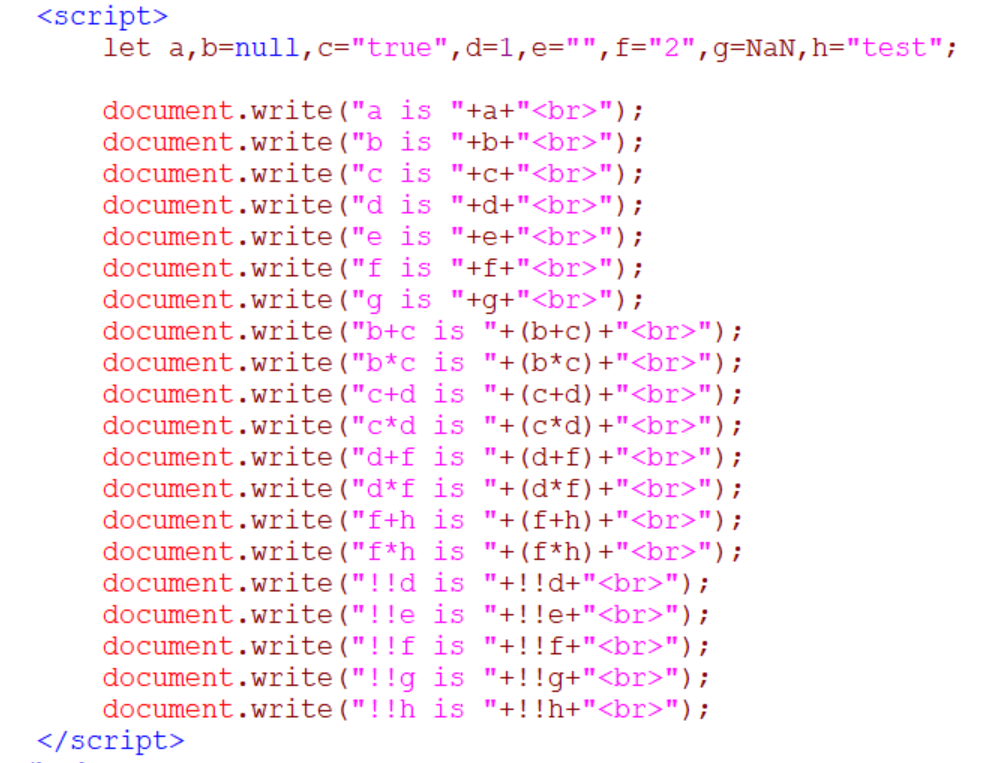 <script>
let a,b=null,c="true",d=1,e="",f="2",g=NaN,h="test";
document.write("a is "+a+"<br>");
document.write("b is "+b+"<br>");
document.write("c is "+c+"<br>");
document.write("d is "+d+"<br>");
document.write("e is "+e+"<br>");
document.write("f is "+f+"<br>");
document.write("g is "+g+"<br>");
document.write("b+c is "+(b+c)+"<br>");
document.write("b*c is "+(b*c)+"<br>");
document.write("c+d is "+(c+d)+"<br>");
document.write("c*d is "+(c*d)+"<br>");
document.write("d+f is "+(d+f)+"<br>");
document.write("d*f is "+(d*f)+"<br>");
document.write("f+h is "+(f+h)+"<br>");
document.write("f*h is "+(f*h)+"<br>");
document.write("!!d is "+!!d+"<br>");
document.write("!!e is "+!!e+"<br>");
document.write("!!f is "+!!f+"<br>");
document.write("!!g is "+!!g+"<br>");
document.write("!!h is "+!!h+"<br>");
</script>